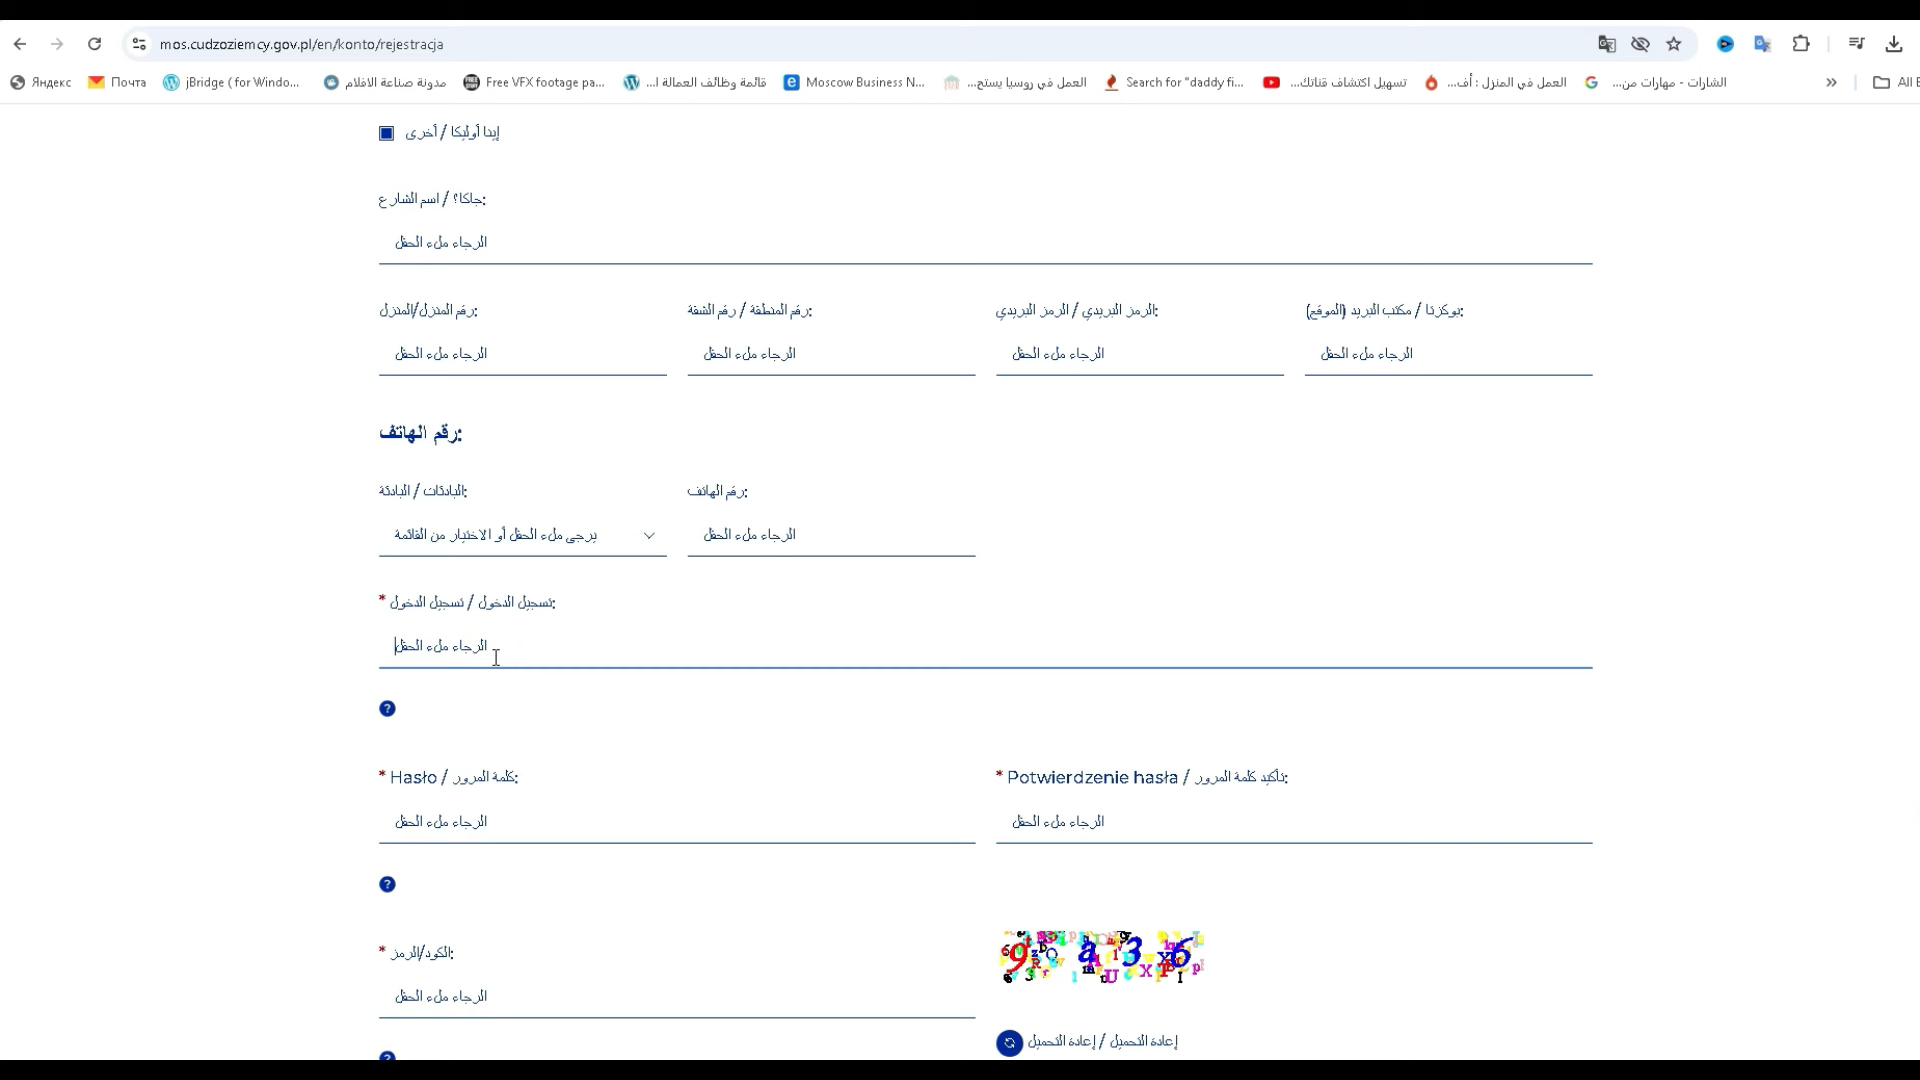 mos.cudzoziemcy.gov.pl/en/konto/rejestracja
Яндекс
Почта
jBridge ( for Windo...
مدونة صناعة الافلام
Free VFX footage pa...
قائمة وظائف العمالة ا...
Moscow Business N...
العمل في روسيا يستح...
Search for "daddy fi...
تسهيل اكتشاف قناتك...
العمل في المنزل : أف...
الشارات - مهارات من...
»
All
إيدا أوليكا / أخرى
جاكا؟ / اسم الشارع:
الرجاء ملء الحقل
رقم المنزل/المنزل:
رقم المنطقة / رقم الشقة:
الرمز البريدي / الرمز البريدي:
بوكزتا / مكتب البريد (الموقع):
الرجاء ملء الحقل
الرجاء ملء الحقل
الرجاء ملء الحقل
الرجاء ملء الحقل
رقم الهاتف:
البادئات / البادئة:
رقم الهاتف:
يرجى ملء الحقل أو الاختيار من القائمة
الرجاء ملء الحقل
* تسجيل الدخول / تسجيل الدخول:
الرجاء ملء الحقل
?
* Hasło / كلمة المرور:
* Potwierdzenie hasła / تأكيد كلمة المرور:
الرجاء ملء الحقل
الرجاء ملء الحقل
?
* الكود/الرمز:
9 a 3 6
الرجاء ملء الحقل
إعادة التحميل / إعادة التحميل
?